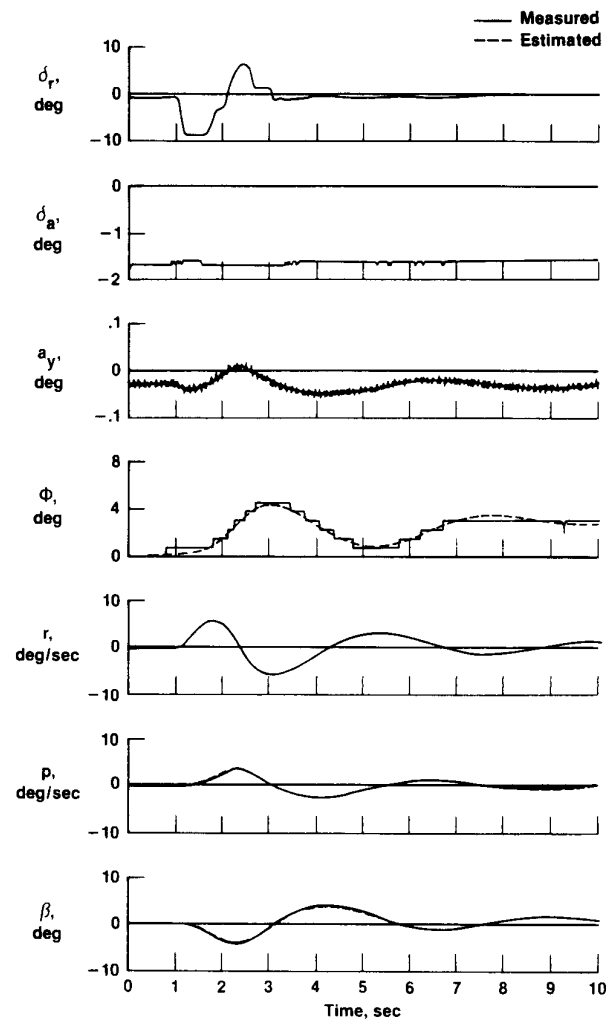 Measured
Estimated
10
δr,
deg
0
−10
0
δa,
deg
−1
−2
.1
ay,
deg
0
−.1
8
Φ,
deg
4
0
10
r,
deg/sec
0
−10
10
p,
deg/sec
0
−10
10
β,
deg
0
−10
0 1 2 3 4 5 6 7 8 9 10
Time, sec